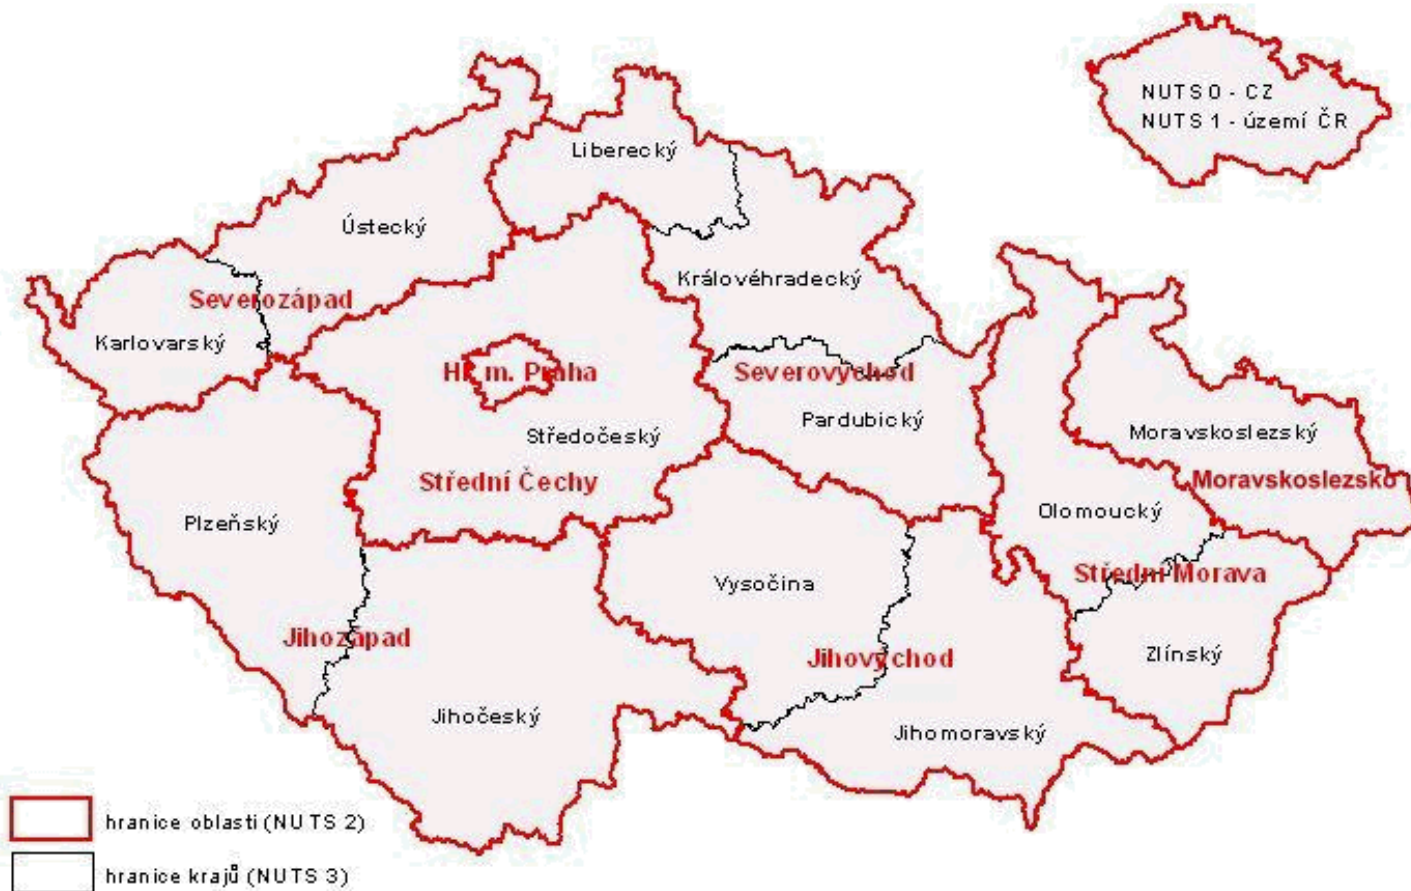 NUTS 0 - CZ
NUTS 1 - území ČR
Liberecký
Ústecký
Královéhradecký
Severozápad
Karlovarský
Hl. m. Praha
Severovýchod
Pardubický
Středočeský
Moravskoslezský
Střední Čechy
Moravskoslezsko
Plzeňský
Olomoucký
Vysočina
Střední Morava
Jihozápad
Jihovýchod
Zlínský
Jihočeský
Jihomoravský
hranice oblastí (NUTS 2)
hranice krajů (NUTS 3)